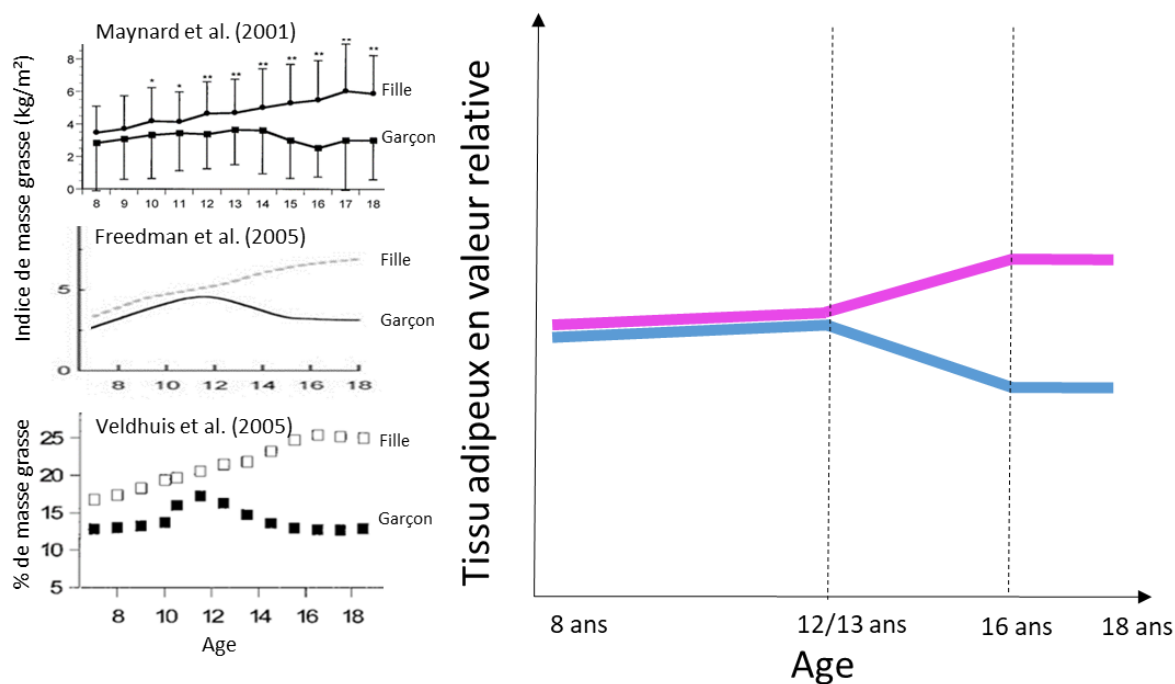 Maynard et al. (2001)
Indice de masse grasse (kg/m²)
8
6
4
2
0
* * ** ** ** ** ** ** **
Fille
Garçon
8 9 10 11 12 13 14 15 16 17 18
Freedman et al. (2005)
5
0
Fille
Garçon
8 10 12 14 16 18
Veldhuis et al. (2005)
% de masse grasse
25
20
15
10
5
Fille
Garçon
8 10 12 14 16 18
Age
Tissu adipeux en valeur relative
8 ans 12/13 ans 16 ans 18 ans
Age